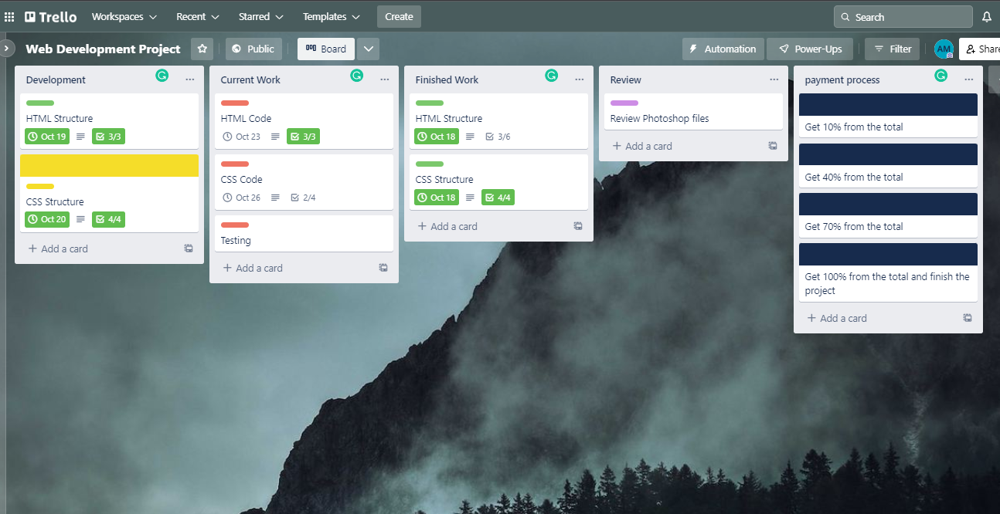 Trello Workspaces Recent Starred Templates Create Search
Web Development Project Public Board Automation Power-Ups Filter AM Share
Development
HTML Structure
Oct 19 3/3
CSS Structure
Oct 20 4/4
+ Add a card
Current Work
HTML Code
Oct 23 3/3
CSS Code
Oct 26 2/4
Testing
+ Add a card
Finished Work
HTML Structure
Oct 18 3/6
CSS Structure
Oct 18 4/4
+ Add a card
Review
Review Photoshop files
+ Add a card
payment process
Get 10% from the total
Get 40% from the total
Get 70% from the total
Get 100% from the total and finish the
project
+ Add a card